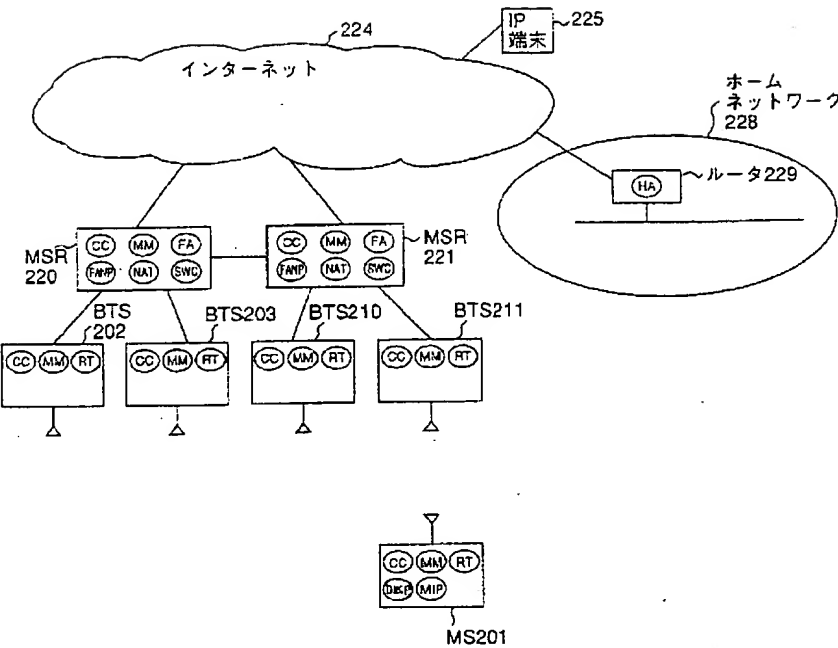 224
IP
端末
225
インターネット
ホーム
ネットワーク
228
HA
ルータ229
MSR
220
CC MM FA
FANP NAT SWC
CC MM FA
FANP NAT SWC
MSR
221
BTS
202
BTS203
BTS210
BTS211
CC MM RT
CC MM RT
CC MM RT
CC MM RT
CC MM RT
MIP
MS201